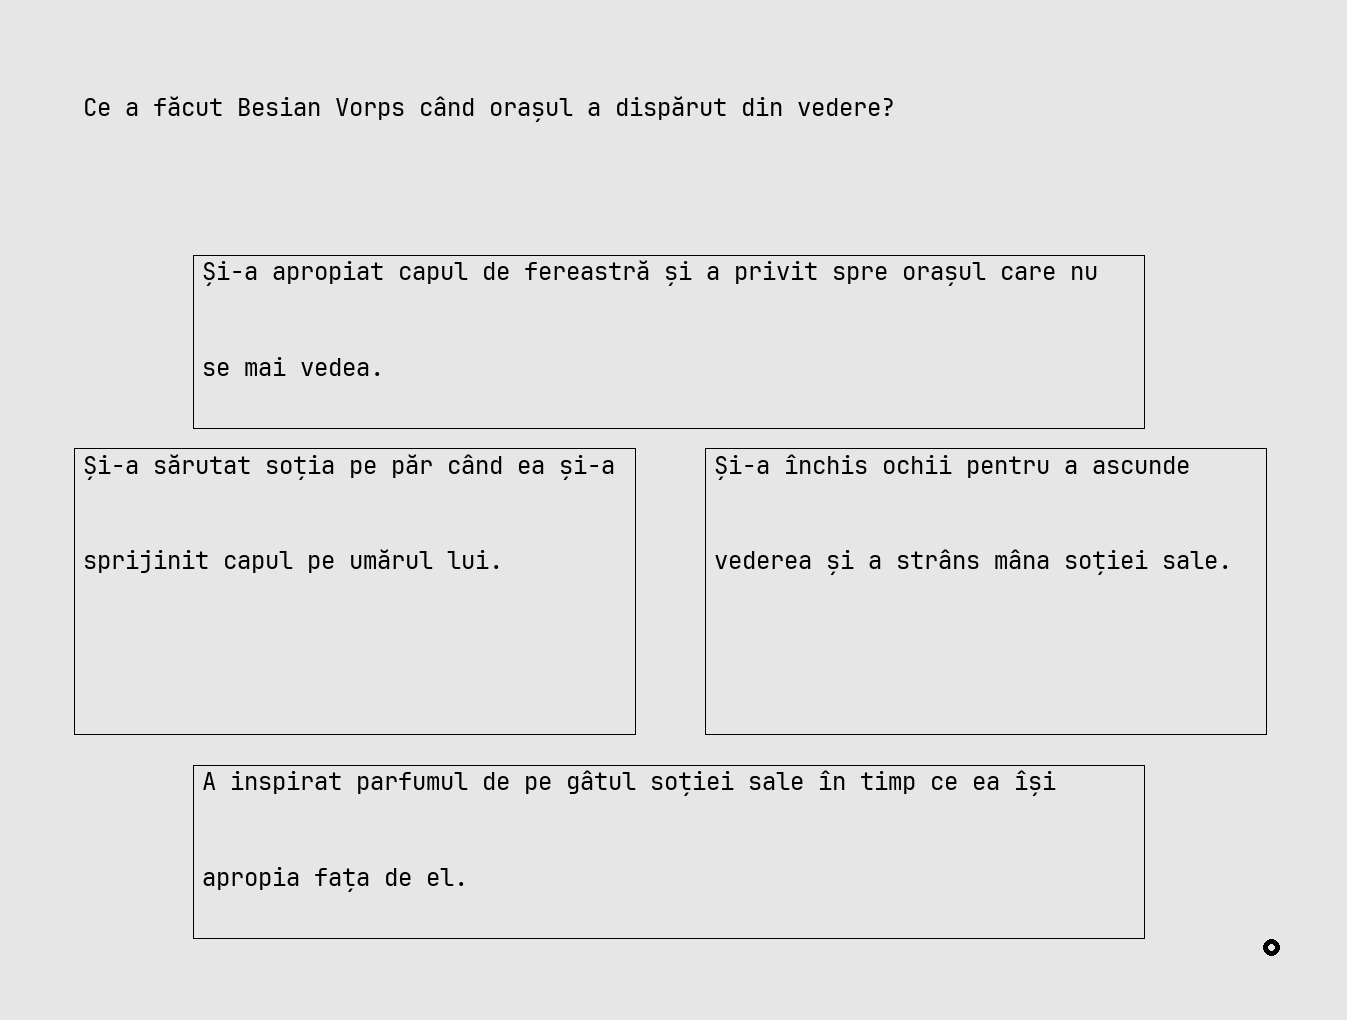 Ce a făcut Besian Vorps când orașul a dispărut din vedere?
Și-a apropiat capul de fereastră și a privit spre orașul care nu
se mai vedea.
Și-a sărutat soția pe păr când ea și-a
sprijinit capul pe umărul lui.
Și-a închis ochii pentru a ascunde
vederea și a strâns mâna soției sale.
A inspirat parfumul de pe gâtul soției sale în timp ce ea își
apropia fața de el.